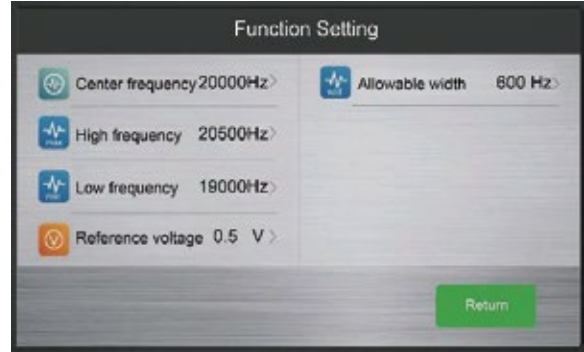 Function Setting
Center frequency 20000Hz
High frequency 20500Hz
Low frequency 19000Hz
Reference voltage 0.5 V
Allowable width 600 Hz
Return